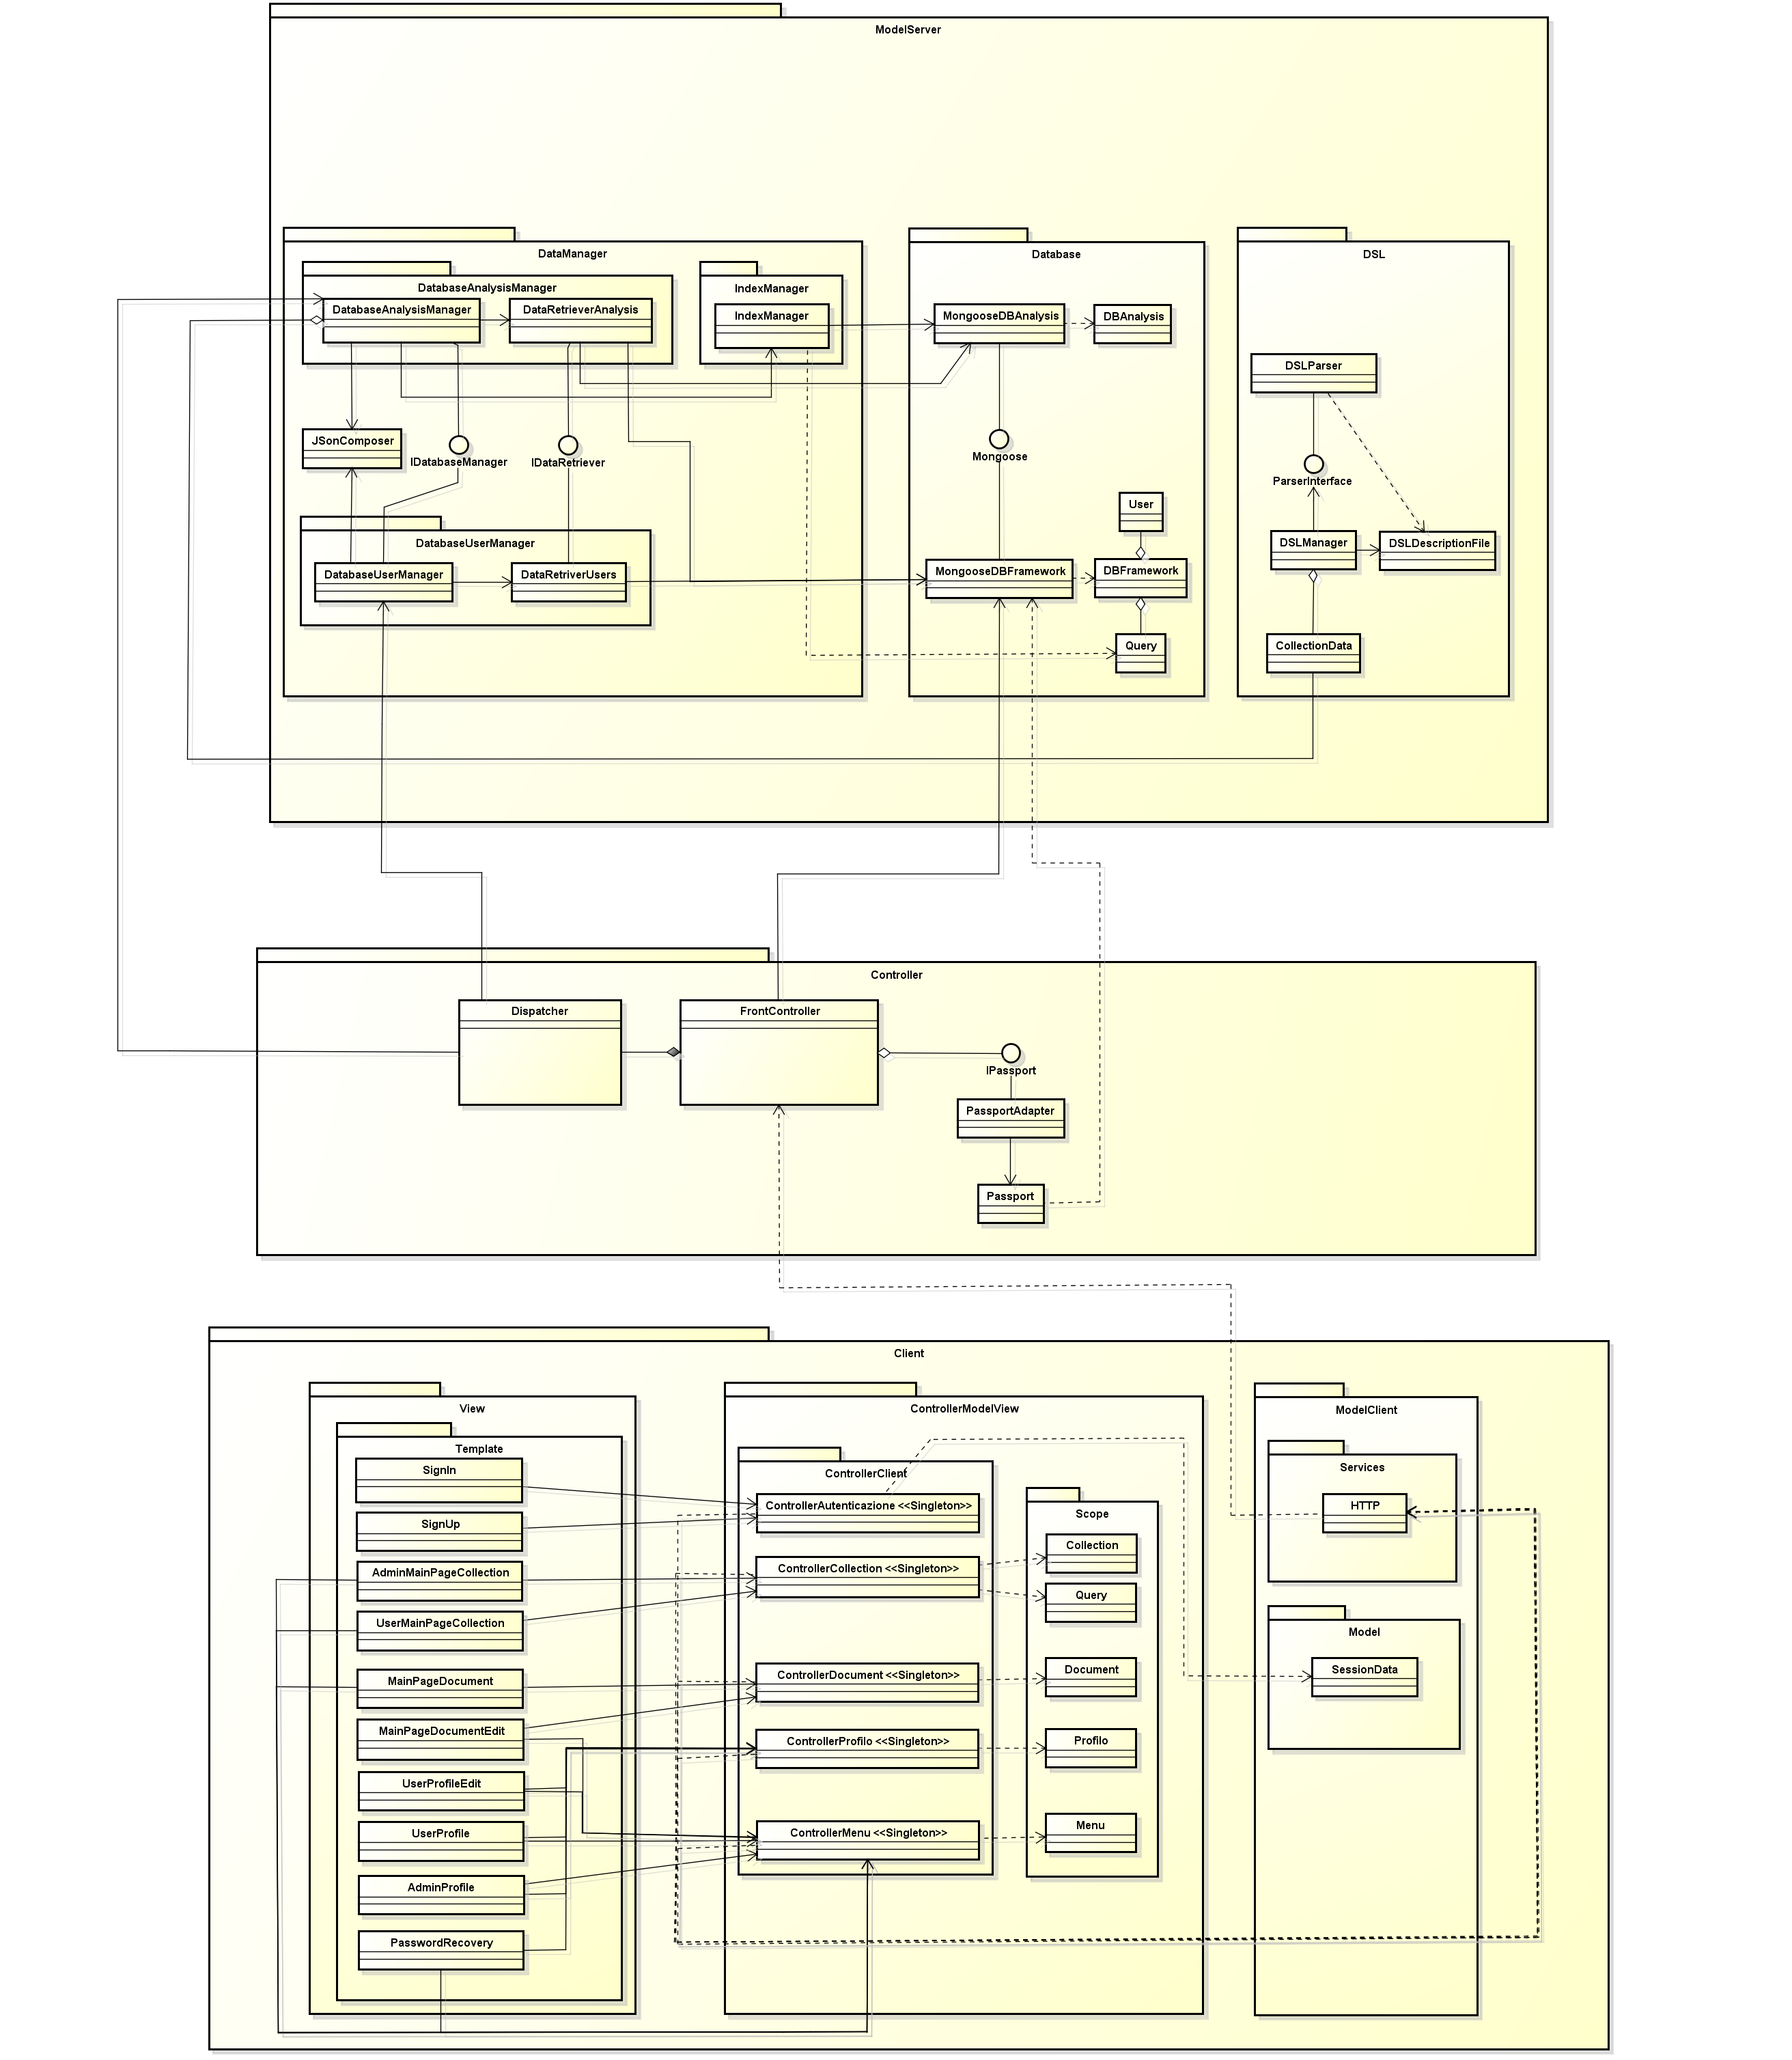 ModelServer
DataManager
DatabaseAnalysisManager
DatabaseAnalysisManager
DataRetrieverAnalysis
IndexManager
IndexManager
JSonComposer
IDatabaseManager
IDataRetriever
DatabaseUserManager
DatabaseUserManager
DataRetriverUsers
Database
MongooseDBAnalysis
DBAnalysis
Mongoose
User
MongooseDBFramework
DBFramework
Query
DSL
DSLParser
ParserInterface
DSLManager
DSLDescriptionFile
CollectionData
Controller
Dispatcher
FrontController
IPassport
PassportAdapter
Passport
Client
View
Template
SignIn
SignUp
AdminMainPageCollection
UserMainPageCollection
MainPageDocument
MainPageDocumentEdit
UserProfileEdit
UserProfile
AdminProfile
PasswordRecovery
ControllerModelView
ControllerClient
ControllerAutenticazione <<Singleton>>
ControllerCollection <<Singleton>>
ControllerDocument <<Singleton>>
ControllerProfilo <<Singleton>>
ControllerMenu <<Singleton>>
Scope
Collection
Query
Document
Profilo
Menu
ModelClient
Services
HTTP
Model
SessionData